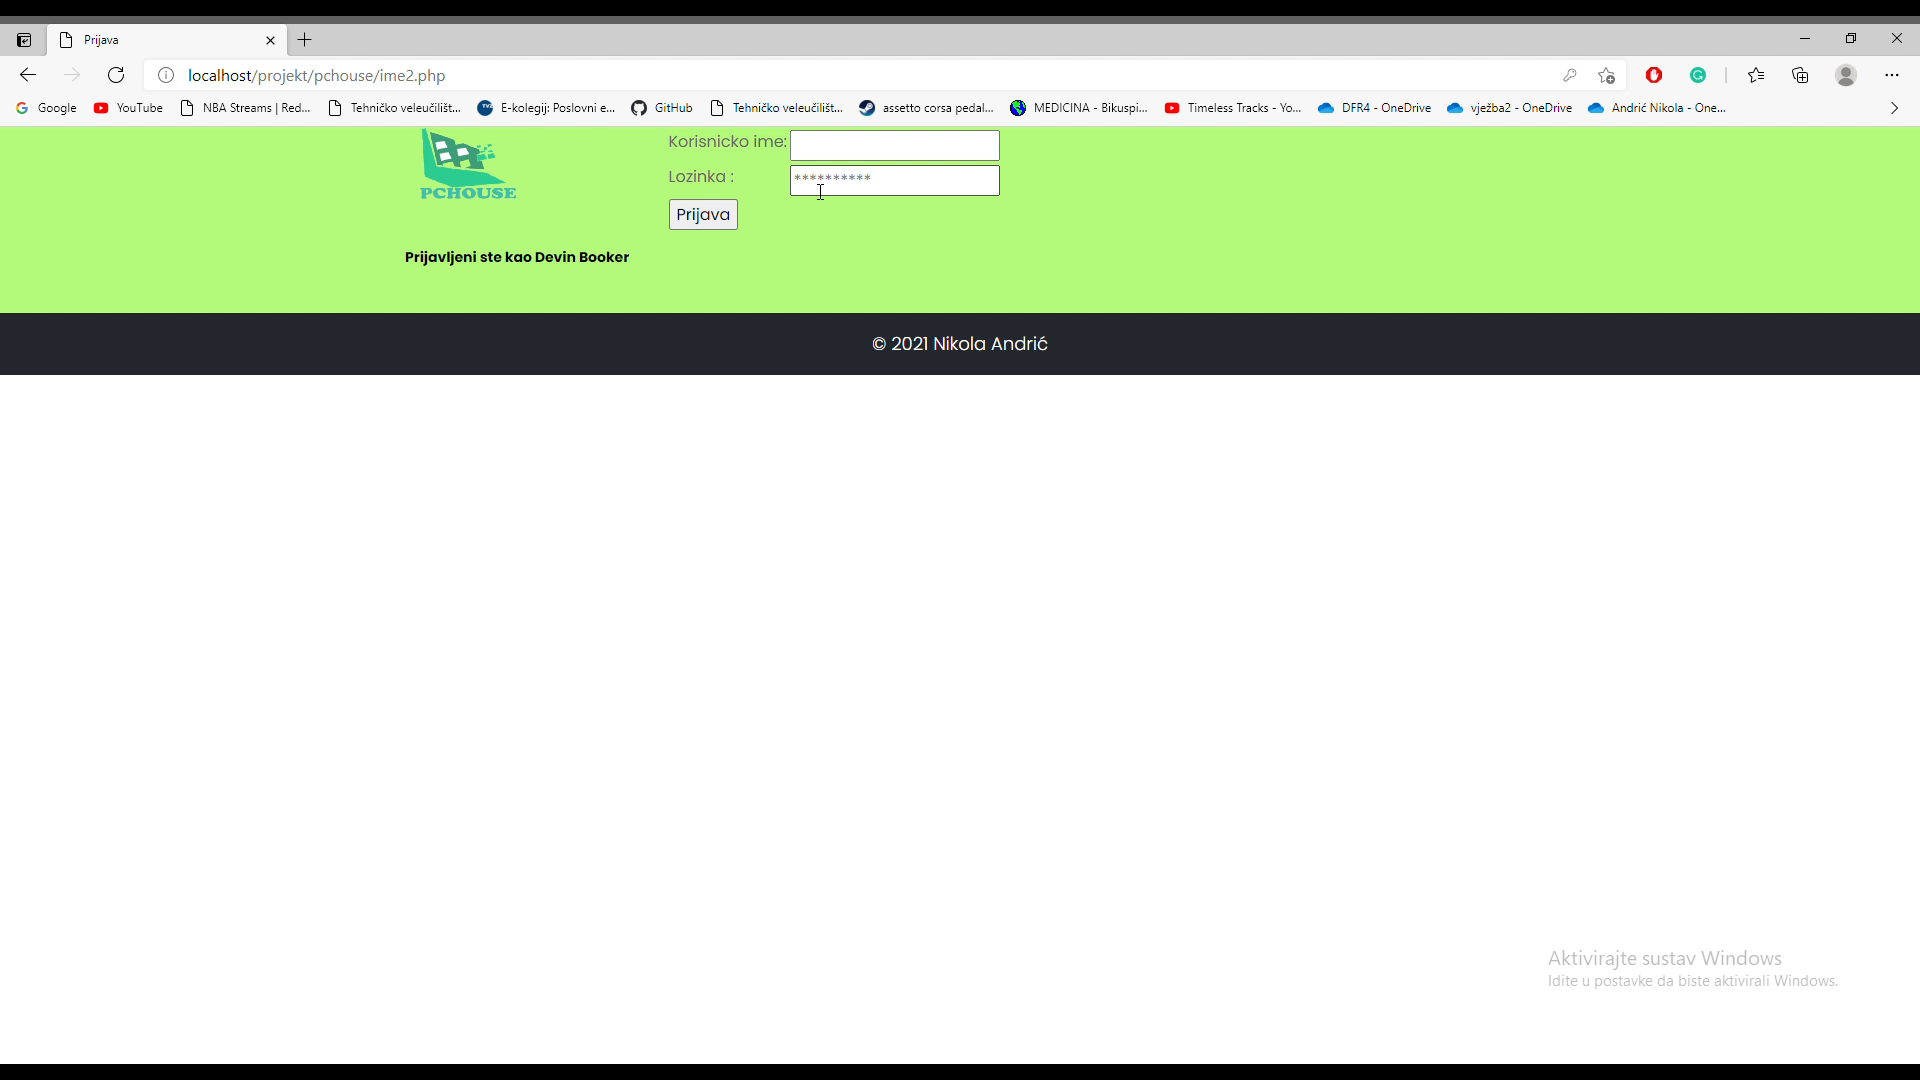 Prijava
localhost/projekt/pchouse/ime2.php
Google
YouTube
NBA Streams | Red...
Tehničko veleučilišt...
E-kolegij: Poslovni e...
GitHub
Tehničko veleučilišt...
assetto corsa pedal...
MEDICINA - Bikuspi...
Timeless Tracks - Yo...
DFR4 - OneDrive
vježba2 - OneDrive
Andrić Nikola - One...
PCHOUSE
Korisnicko ime:
Lozinka :
**********
Prijava
Prijavljeni ste kao Devin Booker
© 2021 Nikola Andrić
Aktivirajte sustav Windows
Idite u postavke da biste aktivirali Windows.